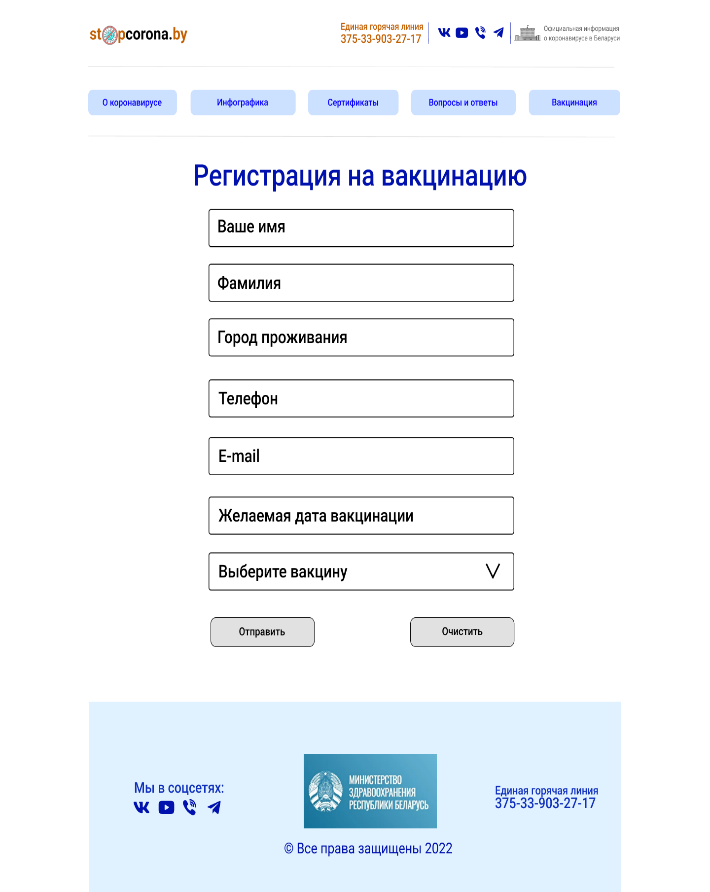 stopcorona.by
Единая горячая линия
375-33-903-27-17
Официальная информация
о коронавирусе в Беларуси
О коронавирусе
Инфографика
Сертификаты
Вопросы и ответы
Вакцинация
Регистрация на вакцинацию
Ваше имя
Фамилия
Город проживания
Телефон
E-mail
Желаемая дата вакцинации
Выберите вакцину
Отправить
Очистить
Мы в соцсетях:
МИНИСТЕРСТВО
ЗДРАВООХРАНЕНИЯ
РЕСПУБЛИКИ БЕЛАРУСЬ
Единая горячая линия
375-33-903-27-17
© Все права защищены 2022